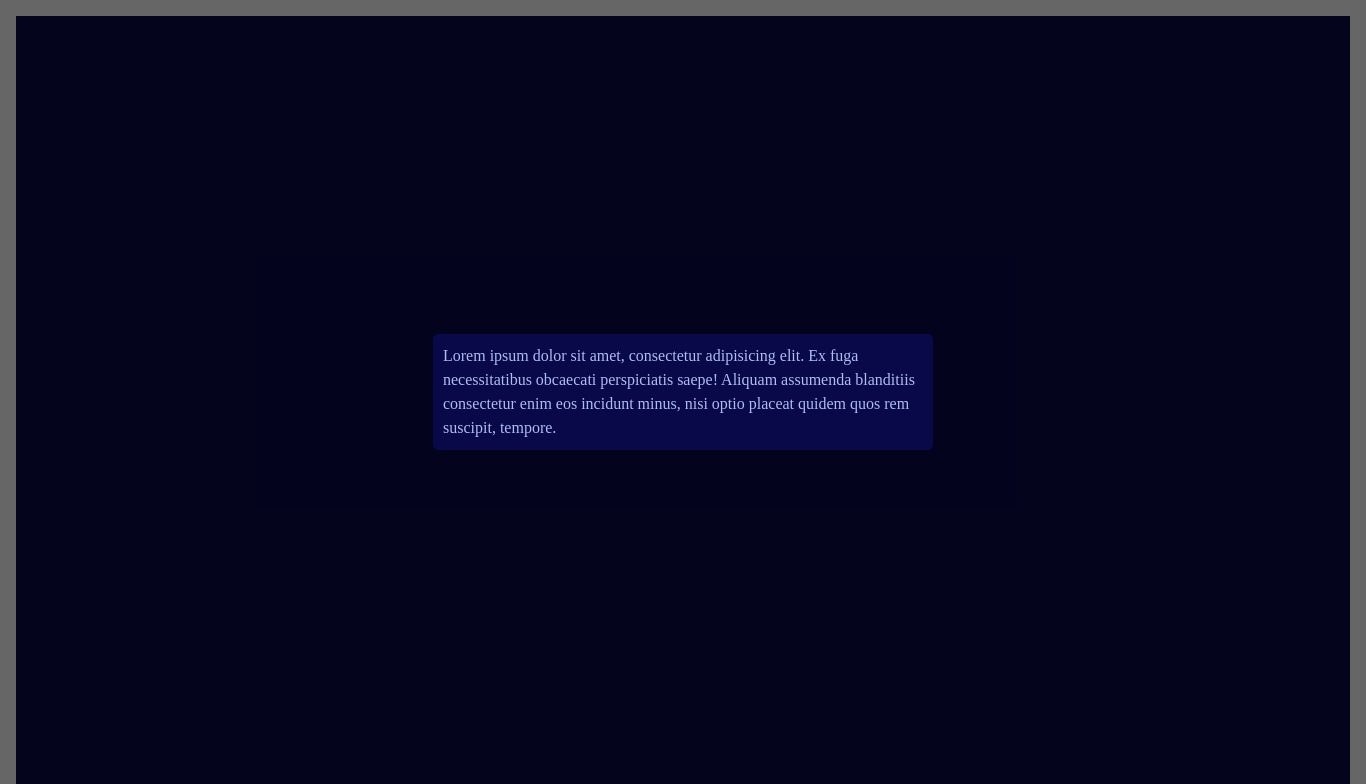 Lorem ipsum dolor sit amet, consectetur adipisicing elit. Ex fuga
necessitatibus obcaecati perspiciatis saepe! Aliquam assumenda blanditiis
consectetur enim eos incidunt minus, nisi optio placeat quidem quos rem
suscipit, tempore.